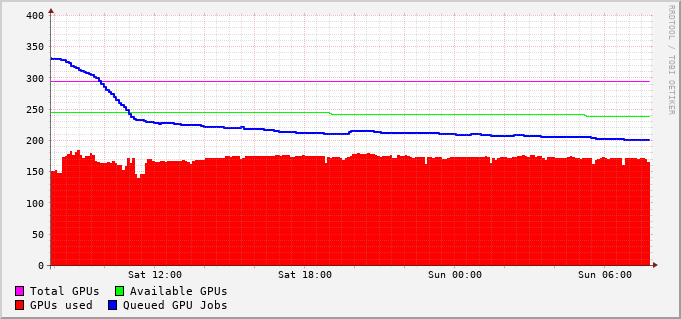 400
350
300
250
200
150
100
50
0
Sat 12:00 Sat 18:00 Sun 00:00 Sun 06:00
Total GPUs Available GPUs
GPUs used Queued GPU Jobs
RRDTOOL / TOBI OETIKER